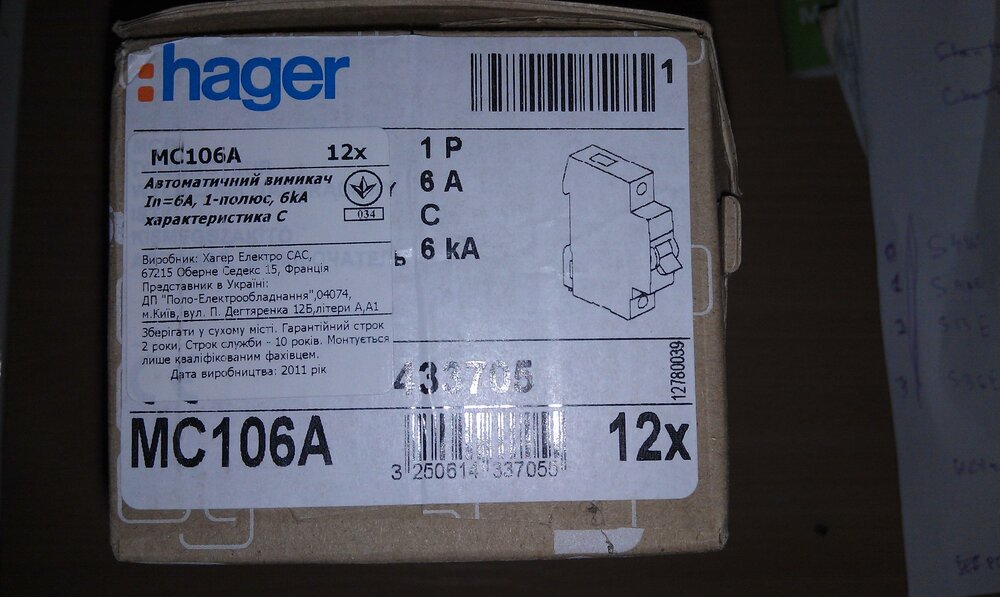 :hager
1
MC106A 12x
Автоматичний вимикач
In=6A, 1-полюс, 6kA
характеристика С
034
Виробник: Хагер Електро САС,
67215 Оберне Седекс 15, Франція
Представник в Україні:
ДП "Поло-Електрообладнання",04074,
м.Київ, вул. П. Дегтяренка 12Б,літери А,А1
Зберігати у сухому місті. Гарантійний строк
2 роки, Строк служби - 10 років. Монтується
лише кваліфікованим фахівцем.
Дата виробництва: 2011 рік
1 P
6 A
C
6 kA
12780039
433705
MC106A
3 250614 337055
12x